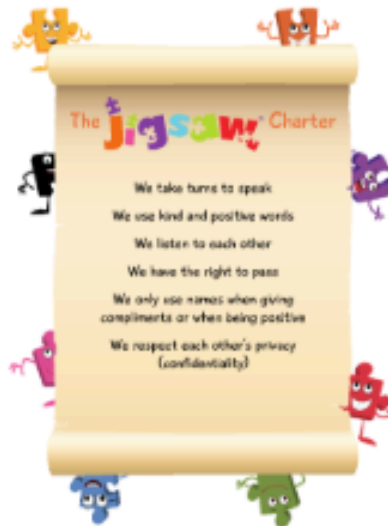 The Jigsaw Charter
We take turns to speak
We use kind and positive words
We listen to each other
We have the right to pass
We only use names when giving
compliments or when being positive
We respect each other's privacy
(confidentiality)